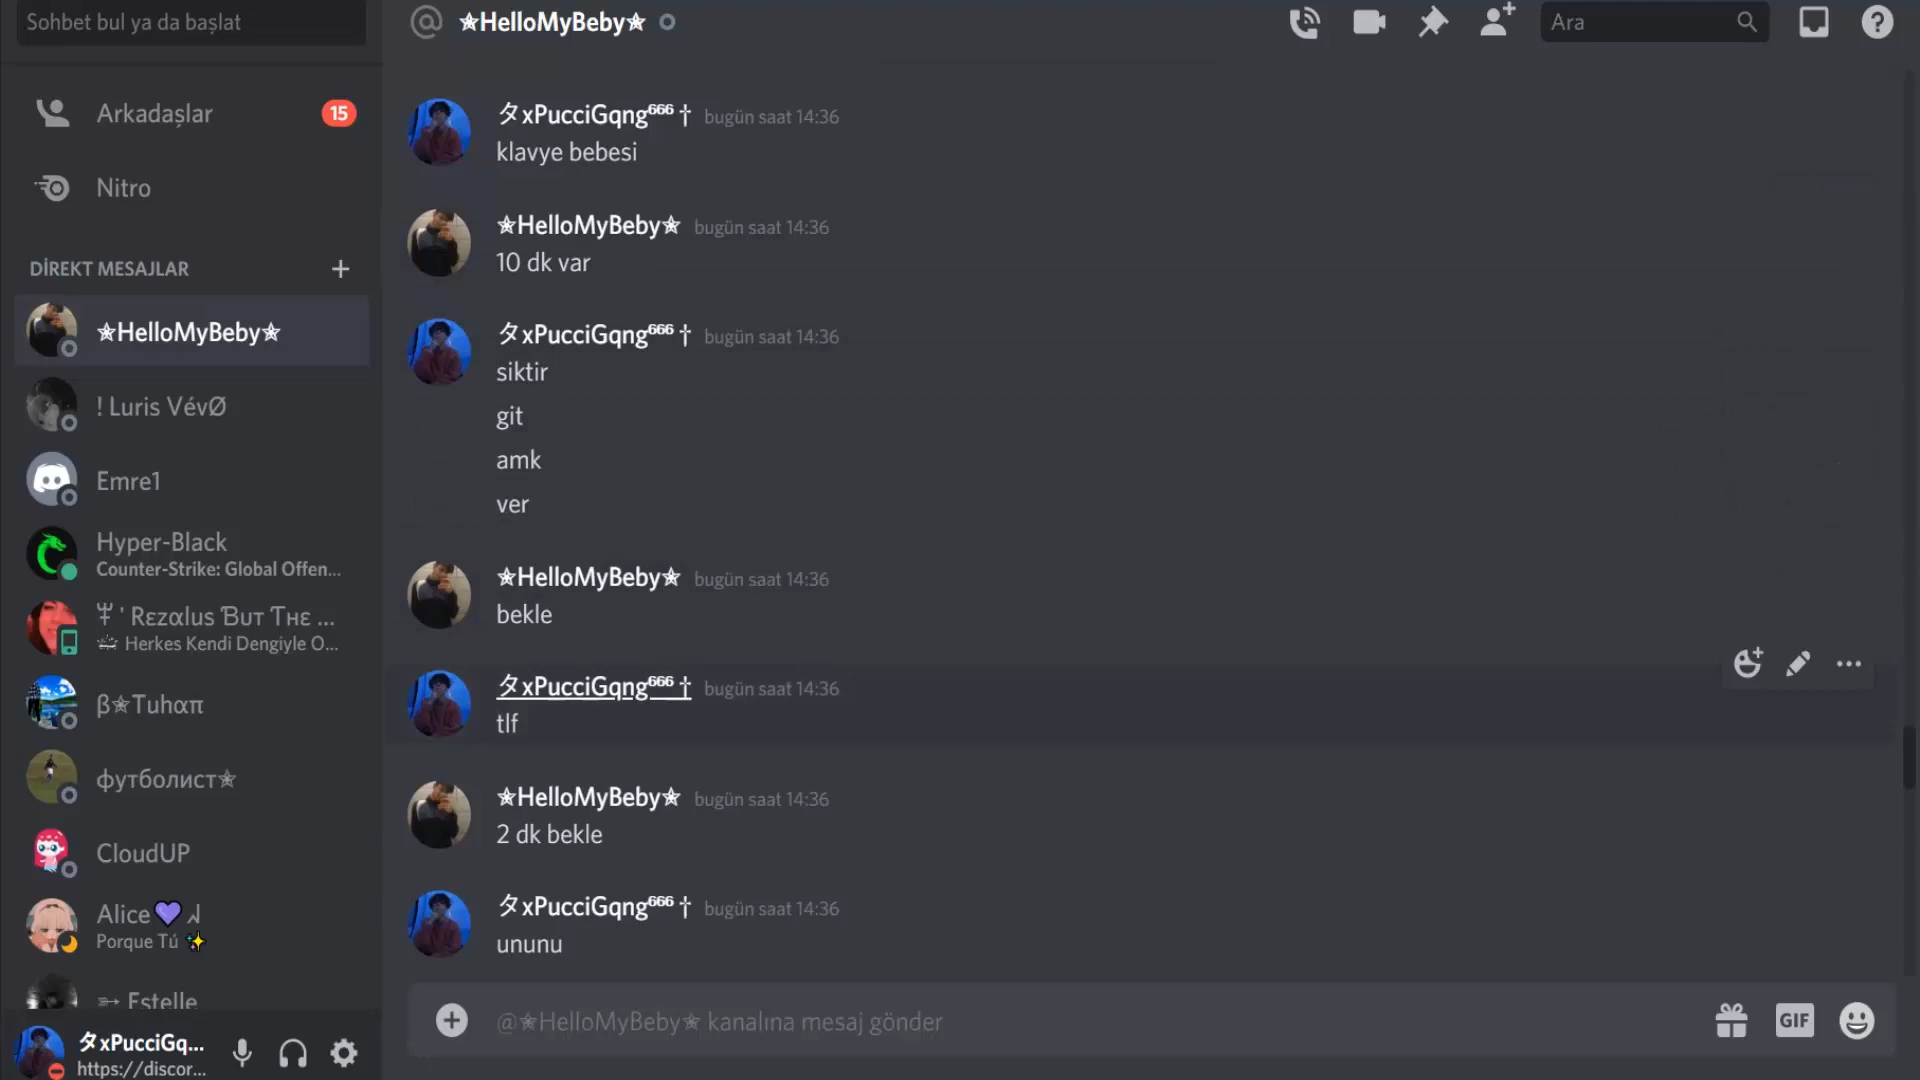 Sohbet bul ya da başlat
Arkadaşlar
15
Nitro
DİREKT MESAJLAR
✯HelloMyBeby✯
! Luris VévØ
Emre1
Hyper-Black
Counter-Strike: Global Offen...
' Rεzαlus Ɓuт Ƭнε ...
Herkes Kendi Dengiyle O...
β✯Tuhαπ
футболист✯
CloudUP
Alice💜
Porque Tú ✨
➳ Estelle
タxPucciGq...
https://discor...
@ ✯HelloMyBeby✯
Ara
タxPucciGqng⁶⁶⁶ † bugün saat 14:36
klavye bebesi
✯HelloMyBeby✯ bugün saat 14:36
10 dk var
タxPucciGqng⁶⁶⁶ † bugün saat 14:36
siktir
git
amk
ver
✯HelloMyBeby✯ bugün saat 14:36
bekle
タxPucciGqng⁶⁶⁶ † bugün saat 14:36
tlf
✯HelloMyBeby✯ bugün saat 14:36
2 dk bekle
タxPucciGqng⁶⁶⁶ † bugün saat 14:36
ununu
@✯HelloMyBeby✯ kanalına mesaj gönder
GIF